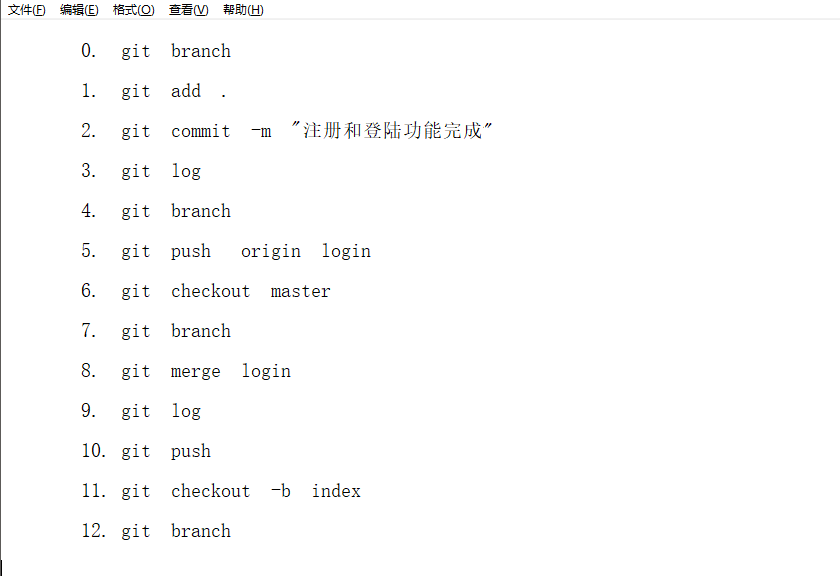 文件(F) 编辑(E) 格式(O) 查看(V) 帮助(H)
0. git branch
1. git add .
2. git commit -m "注册和登陆功能完成"
3. git log
4. git branch
5. git push origin login
6. git checkout master
7. git branch
8. git merge login
9. git log
10. git push
11. git checkout -b index
12. git branch